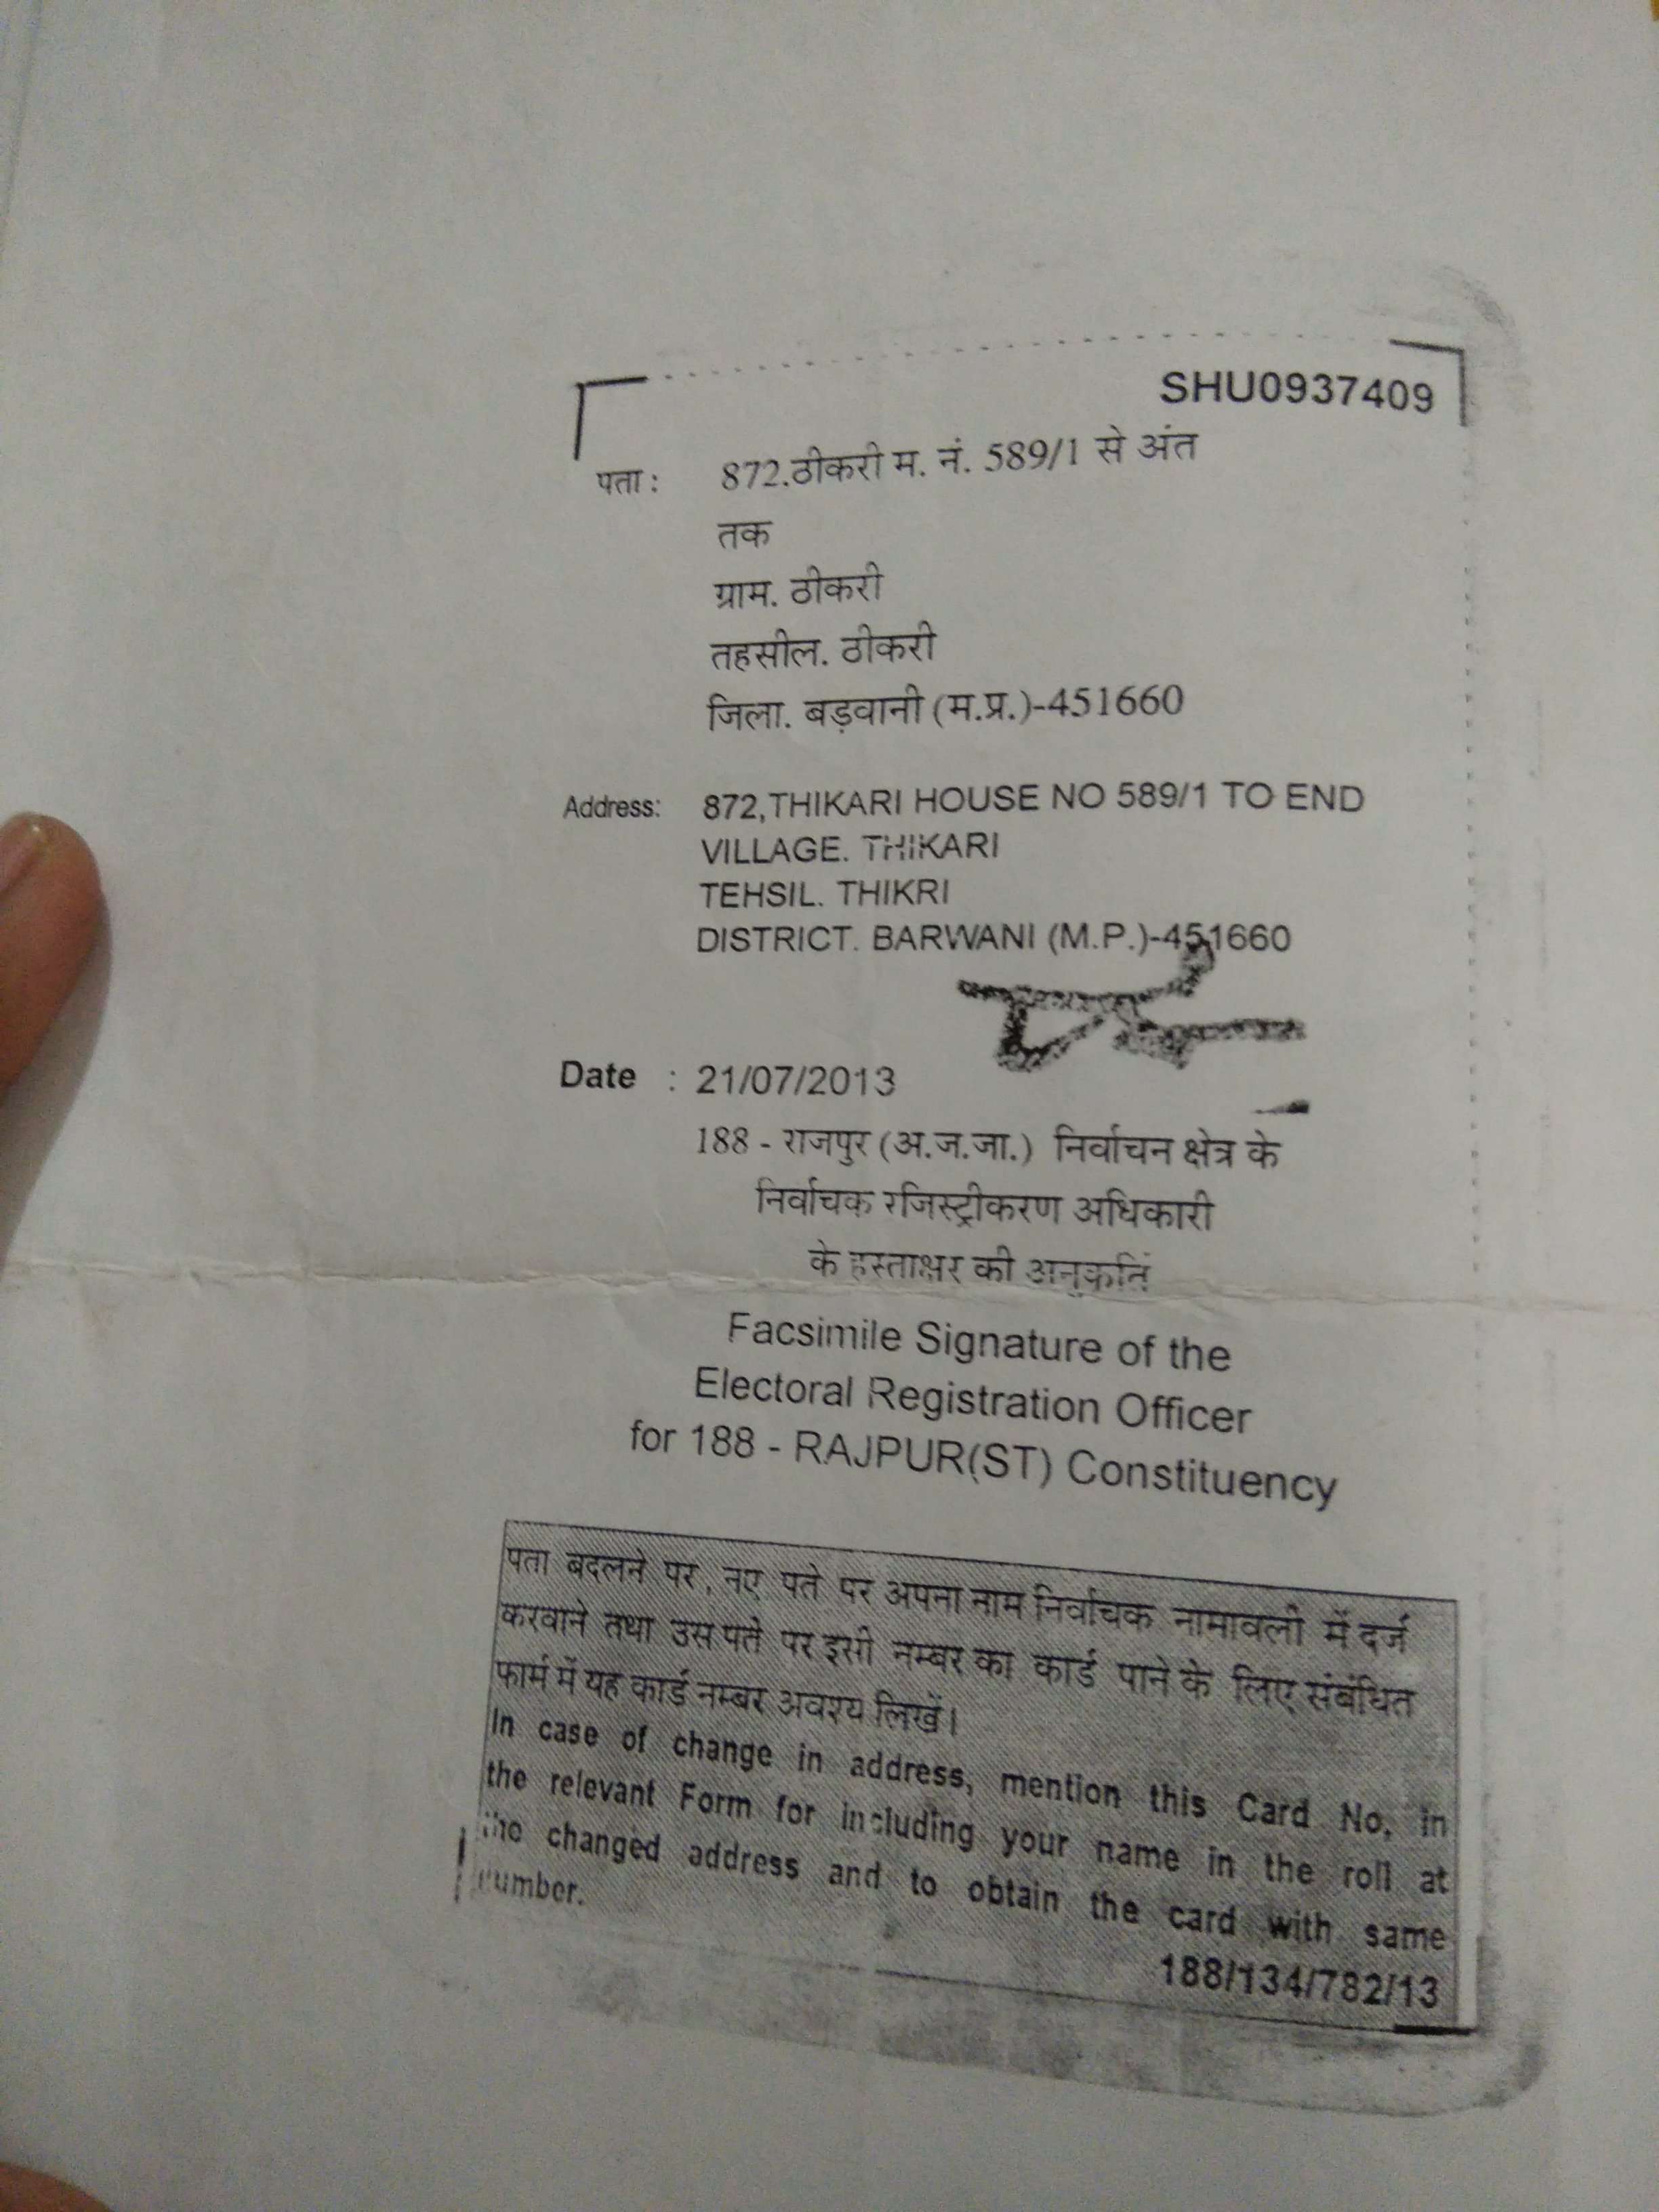 SHU0937409
पता : 872.ठीकरी म. नं. 589/1 से अंत
तक
ग्राम. ठीकरी
तहसील. ठीकरी
जिला. बड़वानी (म.प्र.)-451660
Address: 872,THIKARI HOUSE NO 589/1 TO END
VILLAGE. THIKARI
TEHSIL. THIKRI
DISTRICT. BARWANI (M.P.)-451660
Date : 21/07/2013
188 - राजपुर (अ.ज.जा.) निर्वाचन क्षेत्र के
निर्वाचक रजिस्ट्रीकरण अधिकारी
के हस्ताक्षर की अनुकृति
Facsimile Signature of the
Electoral Registration Officer
for 188 - RAJPUR(ST) Constituency
पता बदलने पर, नए पते पर अपना नाम निर्वाचक नामावली में दर्ज
करवाने तथा उस पते पर इसी नम्बर का कार्ड पाने के लिए संबंधित
फार्म में यह कार्ड नम्बर अवश्य लिखें।
In case of change in address, mention this Card No. in
the relevant Form for including your name in the roll at
the changed address and to obtain the card with same
number.
188/134/782/13